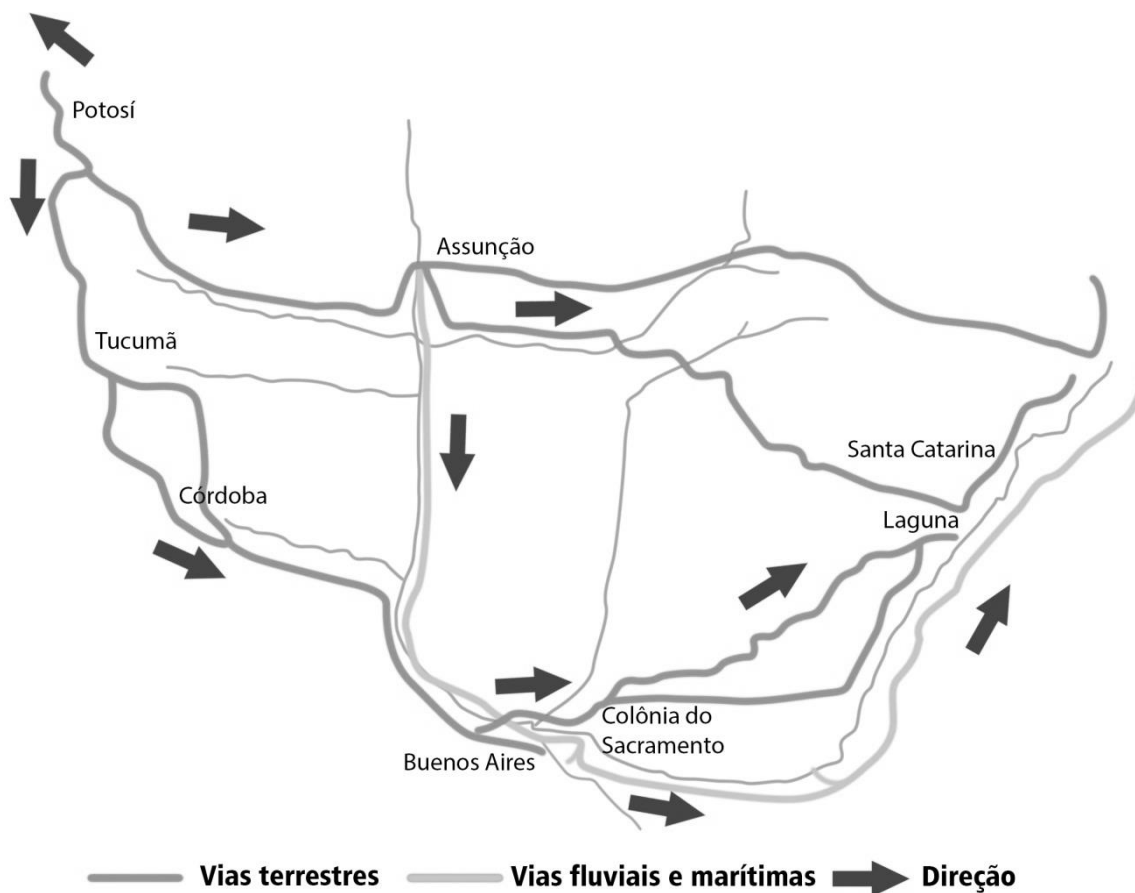 Potosí
Assunção
Tucumã
Santa Catarina
Córdoba
Laguna
Colônia do
Sacramento
Buenos Aires
Vias terrestres
Vias fluviais e marítimas
Direção